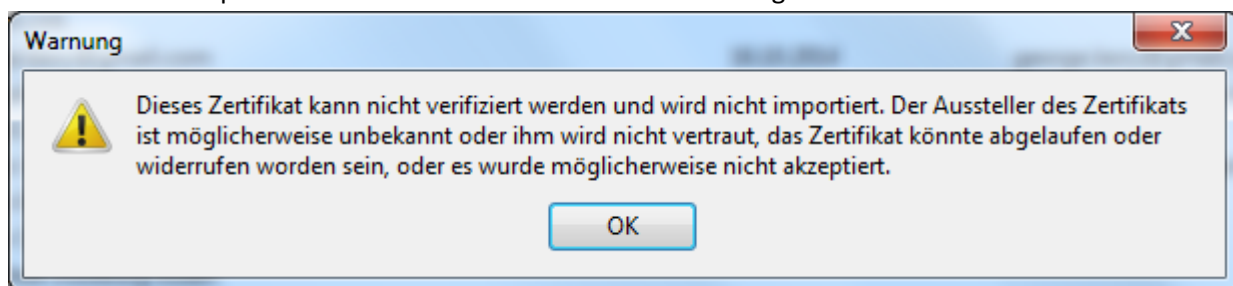 Warnung
Dieses Zertifikat kann nicht verifiziert werden und wird nicht importiert. Der Aussteller des Zertifikats
ist möglicherweise unbekannt oder ihm wird nicht vertraut, das Zertifikat könnte abgelaufen oder
widerrufen worden sein, oder es wurde möglicherweise nicht akzeptiert.
OK